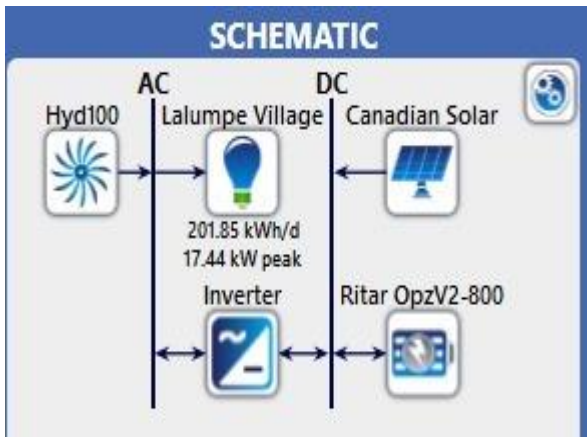 SCHEMATIC
AC DC
Hyd100 Lalumpe Village Canadian Solar
201.85 kWh/d
17.44 kW peak
Inverter Ritar OpzV2-800